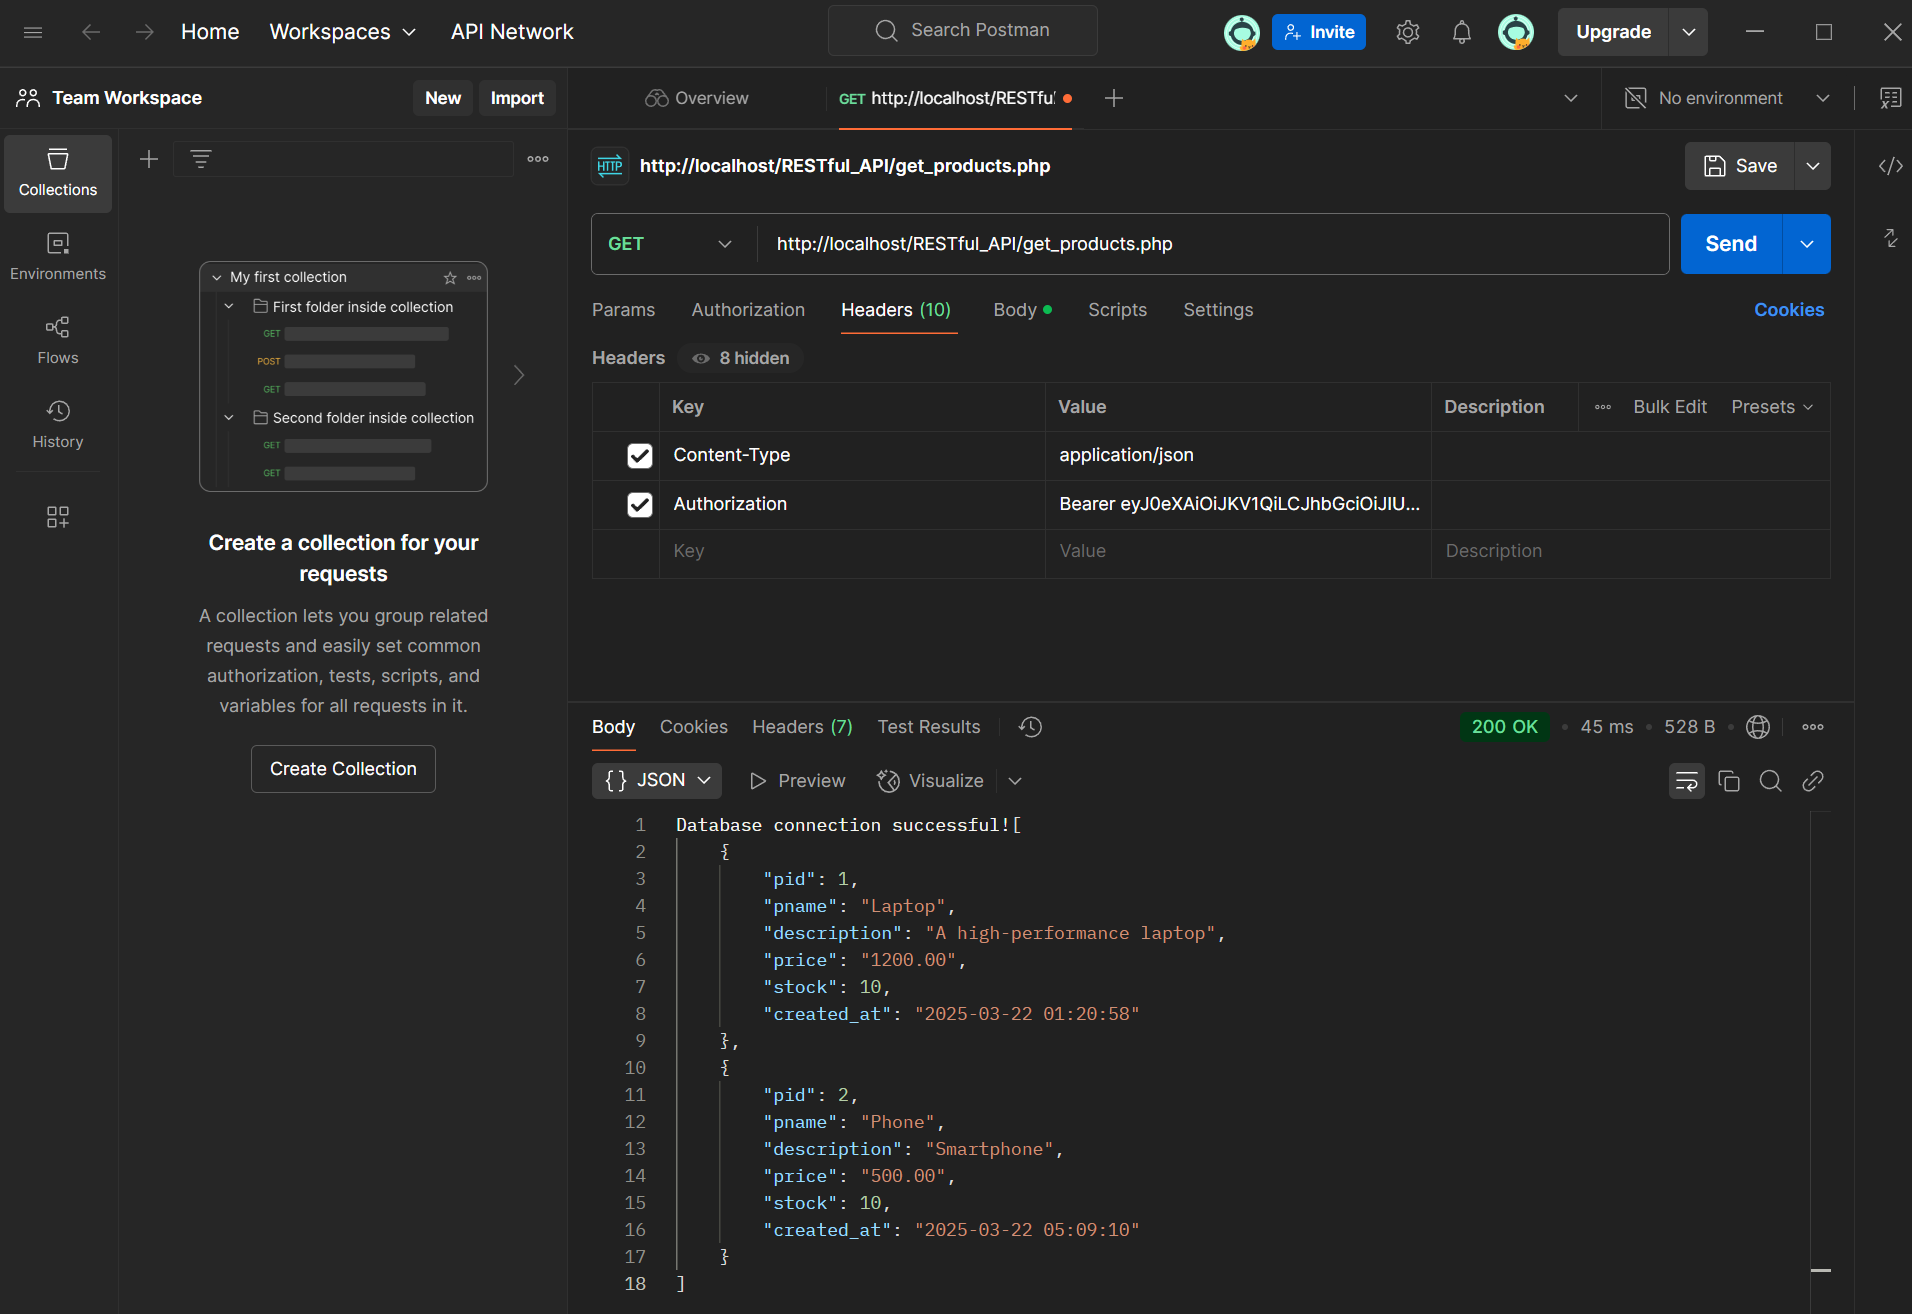 Home Workspaces API Network Search Postman Invite Upgrade
Team Workspace New Import Overview GET http://localhost/RESTfu No environment
Collections
Environments
Flows
History
My first collection
First folder inside collection
GET
POST
GET
Second folder inside collection
GET
GET
Create a collection for your
requests
A collection lets you group related
requests and easily set common
authorization, tests, scripts, and
variables for all requests in it.
Create Collection
HTTP http://localhost/RESTful_API/get_products.php Save
GET http://localhost/RESTful_API/get_products.php Send
Params Authorization Headers (10) Body Scripts Settings Cookies
Headers 8 hidden
Key Value Description Bulk Edit Presets
Content-Type application/json
Authorization Bearer eyJ0eXAiOiJKV1QiLCJhbGciOiJIU...
Key Value Description
Body Cookies Headers (7) Test Results 200 OK 45 ms 528 B
{} JSON Preview Visualize
1 Database connection successful![
2 {
3 "pid": 1,
4 "pname": "Laptop",
5 "description": "A high-performance laptop",
6 "price": "1200.00",
7 "stock": 10,
8 "created_at": "2025-03-22 01:20:58"
9 },
10 {
11 "pid": 2,
12 "pname": "Phone",
13 "description": "Smartphone",
14 "price": "500.00",
15 "stock": 10,
16 "created_at": "2025-03-22 05:09:10"
17 }
18 ]